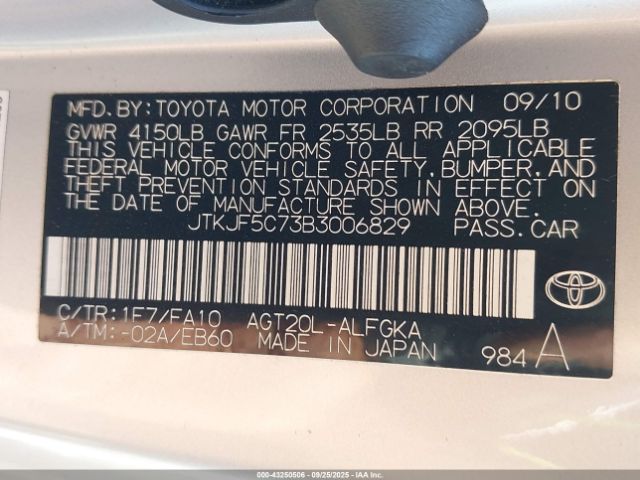 MFD.BY:TOYOTA MOTOR CORPORATION 09/10
GVWR 4150LB GAWR FR 2535LB RR 2095LB
THIS VEHICLE CONFORMS TO ALL APPLICABLE
FEDERAL MOTOR VEHICLE SAFETY,BUMPER,AND
THEFT PREVENTION STANDARDS IN EFFECT ON
THE DATE OF MANUFACTURE SHOWN ABOVE.
JTKJF5C73B3006829 PASS.CAR
C/TR:1F7/FA10 AGT20L-ALFGKA
A/TM:-02A/EB60 MADE IN JAPAN 984A
000-43250506 - 09/25/2025 - IAAI.COM